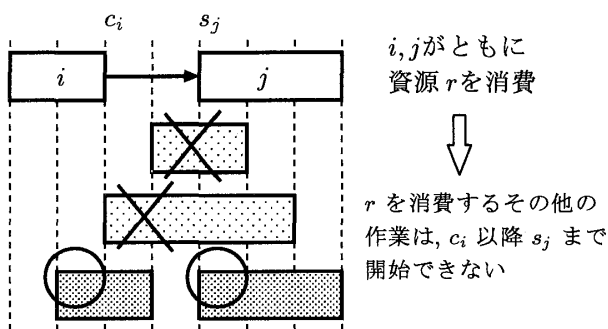 c_i s_j
i j
i,jがともに
資源 r を消費
r を消費するその他の
作業は, c_i 以降 s_j まで
開始できない